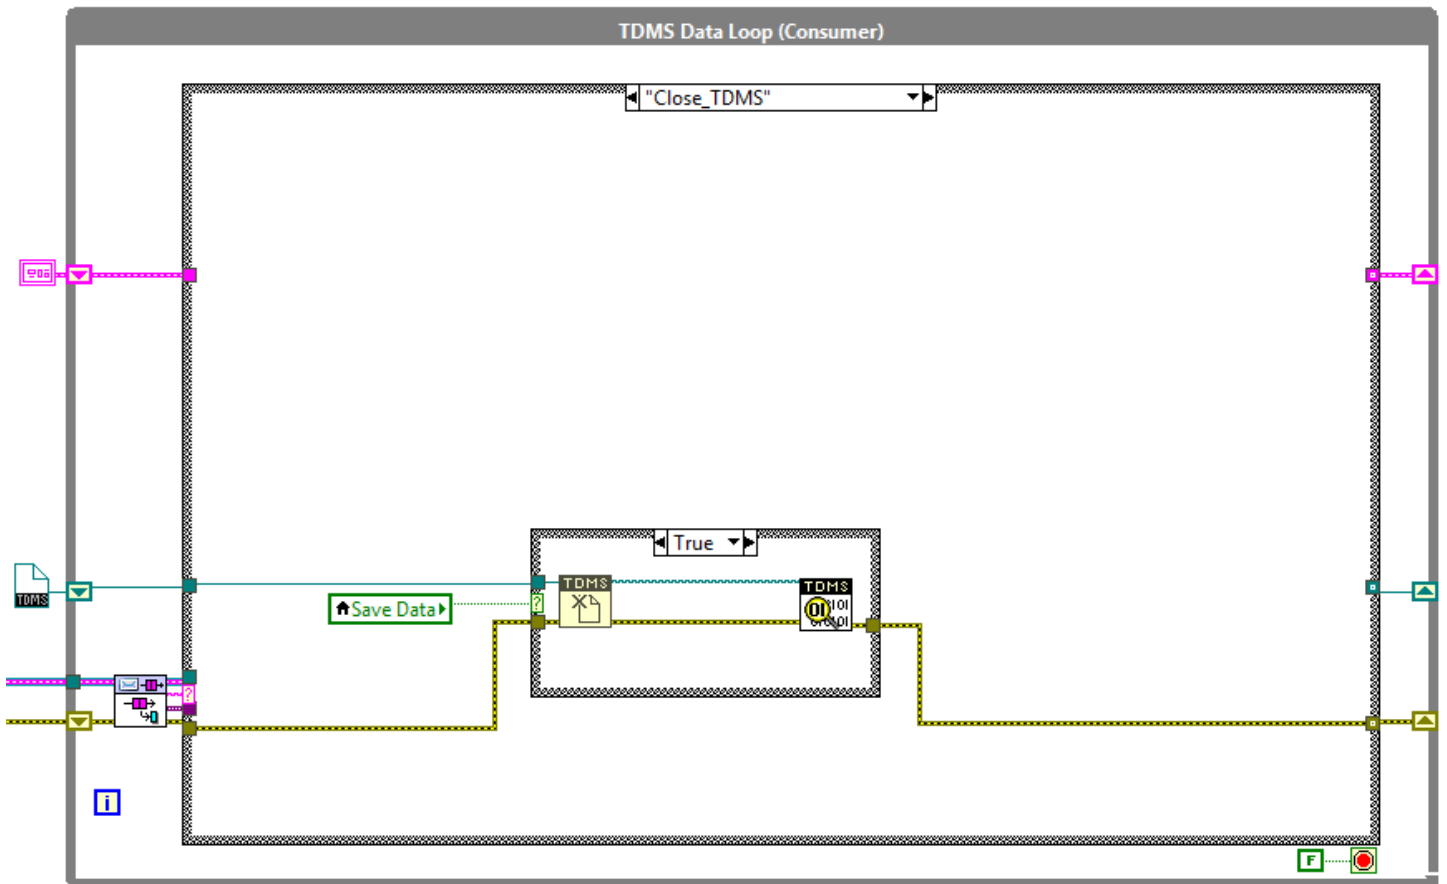 TDMS Data Loop (Consumer)
"Close_TDMS"
True
TDMS
TDMS
Save Data
TDMS
?
?
i
F